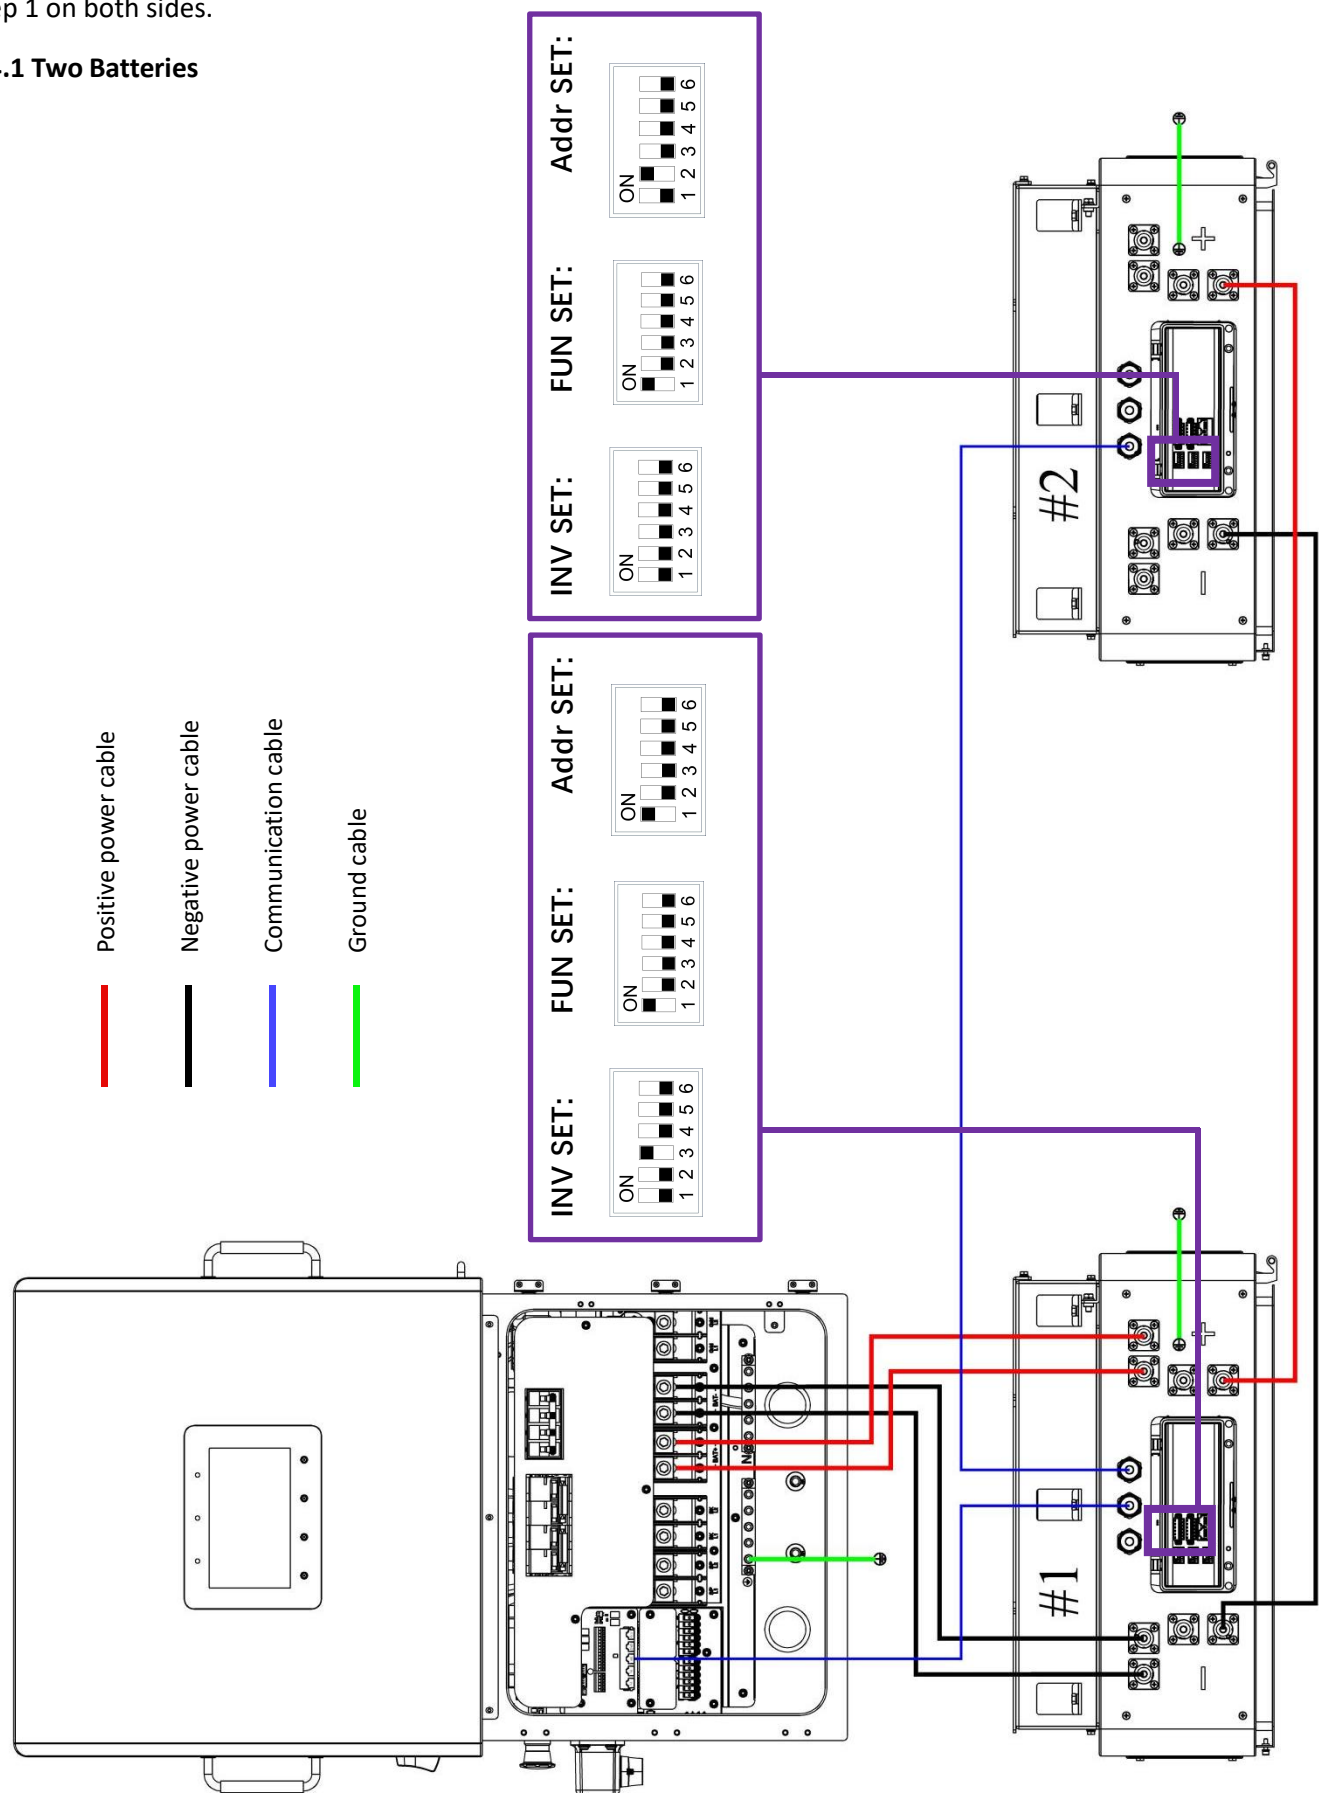 ep 1 on both sides.
.1 Two Batteries
Positive power cable
Negative power cable
Communication cable
Ground cable
INV SET:
ON
1 2 3 4 5 6
FUN SET:
ON
1 2 3 4 5 6
Addr SET:
ON
1 2 3 4 5 6
INV SET:
ON
1 2 3 4 5 6
FUN SET:
ON
1 2 3 4 5 6
Addr SET:
ON
1 2 3 4 5 6
#2
+
−
#1
+
−
BAT-
BAT+
N